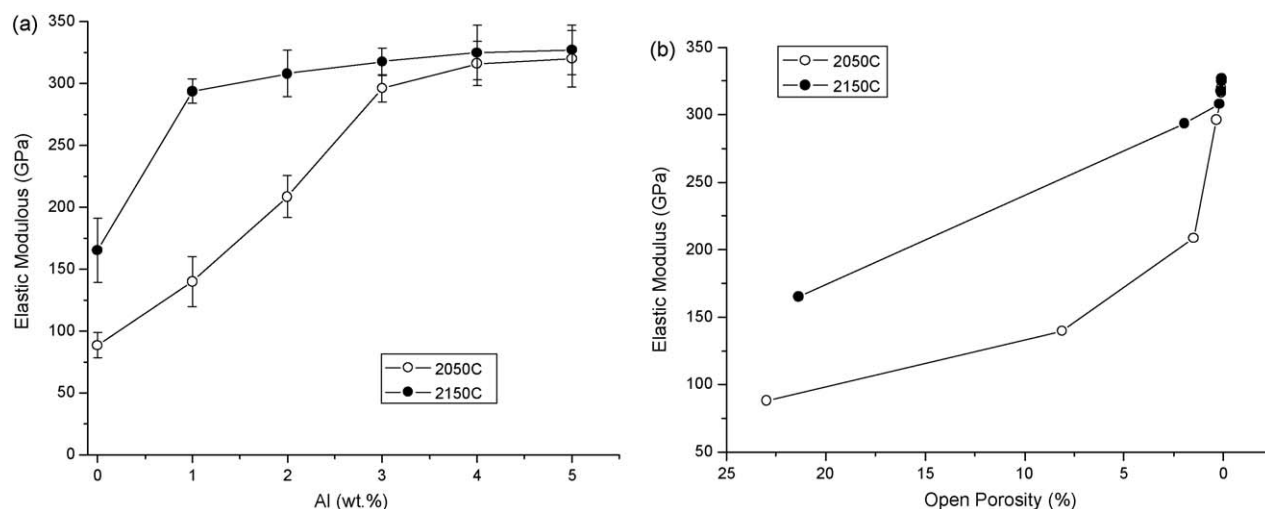 (a)
350
300
250
200
150
100
50
0
Elastic Modulous (GPa)
2050C
2150C
0 1 2 3 4 5
Al (wt.%)
(b)
2050C
2150C
350
300
250
200
150
100
50
Elastic Modulus (GPa)
25 20 15 10 5 0
Open Porosity (%)